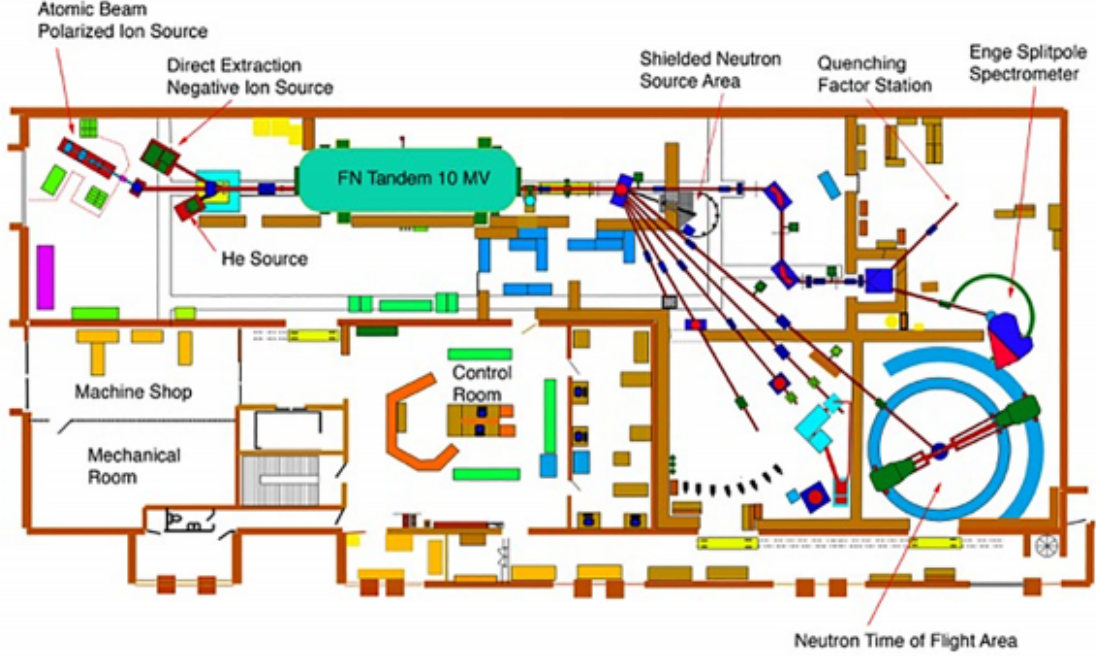 Atomic Beam
Polarized Ion Source
Direct Extraction
Negative Ion Source
Shielded Neutron
Source Area
Quenching
Factor Station
Enge Splitpole
Spectrometer
FN Tandem 10 MV
He Source
Machine Shop
Control
Room
Mechanical
Room
Neutron Time of Flight Area